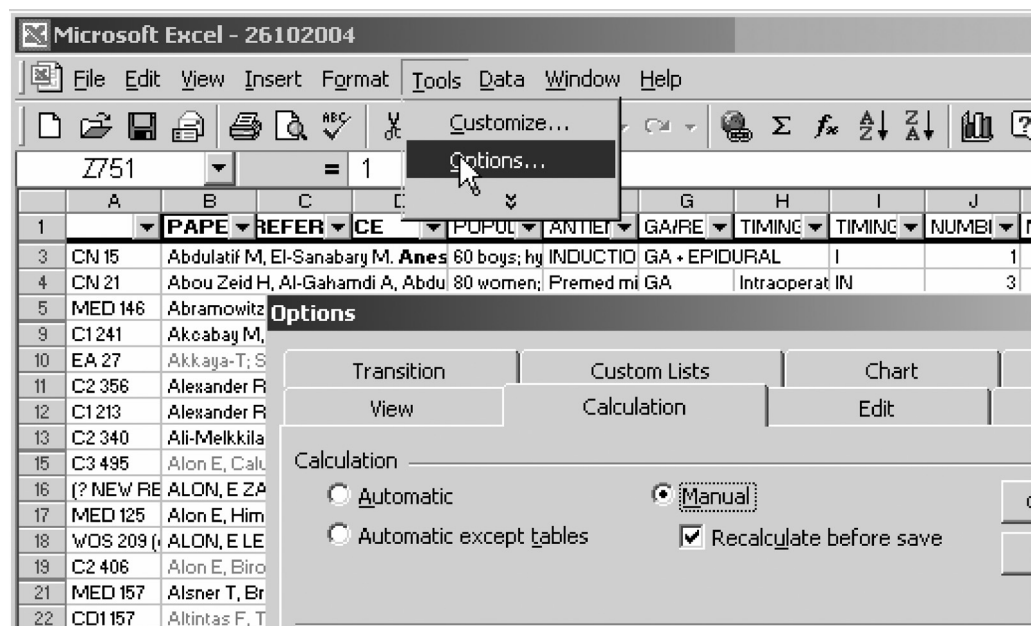 Microsoft Excel - 26102004
File Edit View Insert Format Tools Data Window Help
ABC
Customize...
Options...
Z751 = 1
A B C D G H I J
1 PAPE REFER CE POPUL ANTIEI GA/RE TIMING TIMING NUMBI
3 CN 15 Abdulatif M, El-Sanabary M. Anes 60 boys; hy INDUCTIO GA + EPIDURAL I 1
4 CN 21 Abou Zeid H, Al-Gahamdi A, Abdu 80 women; Premed mi GA Intraoperat IN 3
5 MED 146 Abramowitz
Options
9 C1 241 Akcabay M,
10 EA 27 Akkaya-T; S
Transition Custom Lists Chart
11 C2 356 Alexander R
12 C1 213 Alexander R
View Calculation Edit
13 C2 340 Ali-Melkkila
15 C3 495 Alon E, Calu
Calculation
16 (? NEW RE ALON, E ZA
Automatic Manual
17 MED 125 Alon E, Him
18 WOS 209 ( ALON, E LE
Automatic except tables Recalculate before save
19 C2 406 Alon E, Biro
21 MED 157 Alsner T, Br
22 CD1 157 Altintas F, T